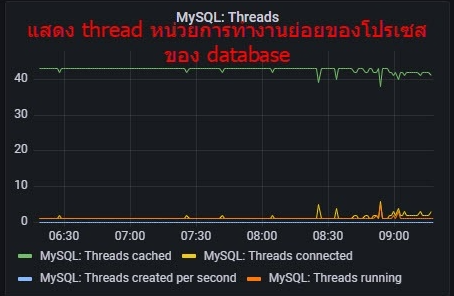 MySQL: Threads
แสดง thread หน่วยการทำงานย่อยของโปรเซส
ของ database
40
30
20
10
0
06:30 07:00 07:30 08:00 08:30 09:00
MySQL: Threads cached MySQL: Threads connected
MySQL: Threads created per second MySQL: Threads running